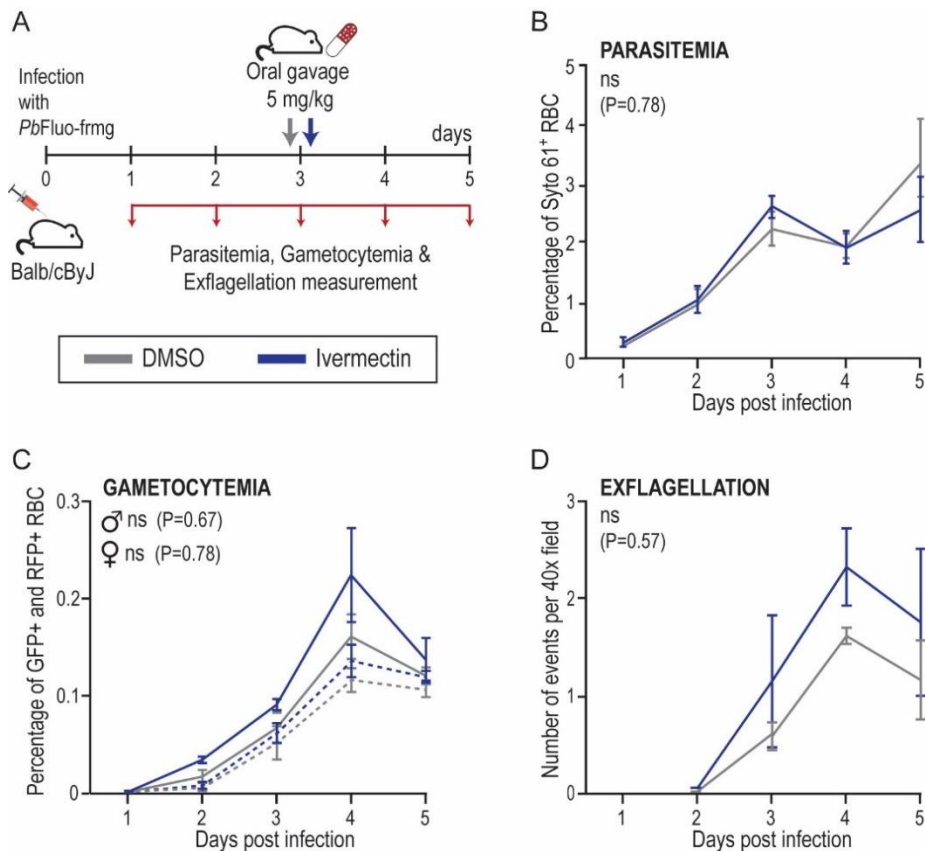 A
Oral gavage
5 mg/kg
Infection
with
PbFluo-frmg
days
0 1 2 3 4 5
Balb/cByJ
Parasitemia, Gametocytemia &
Exflagellation measurement
DMSO Ivermectin
B
PARASITEMIA
ns
(P=0.78)
Percentage of Syto 61+ RBC
5
4
3
2
1
0
1 2 3 4 5
Days post infection
C
GAMETOCYTEMIA
♂ ns (P=0.67)
♀ ns (P=0.78)
Percentage of GFP+ and RFP+ RBC
0.3
0.2
0.1
0
1 2 3 4 5
Days post infection
D
EXFLAGELLATION
ns
(P=0.57)
Number of events per 40x field
3
2
1
0
1 2 3 4 5
Days post infection